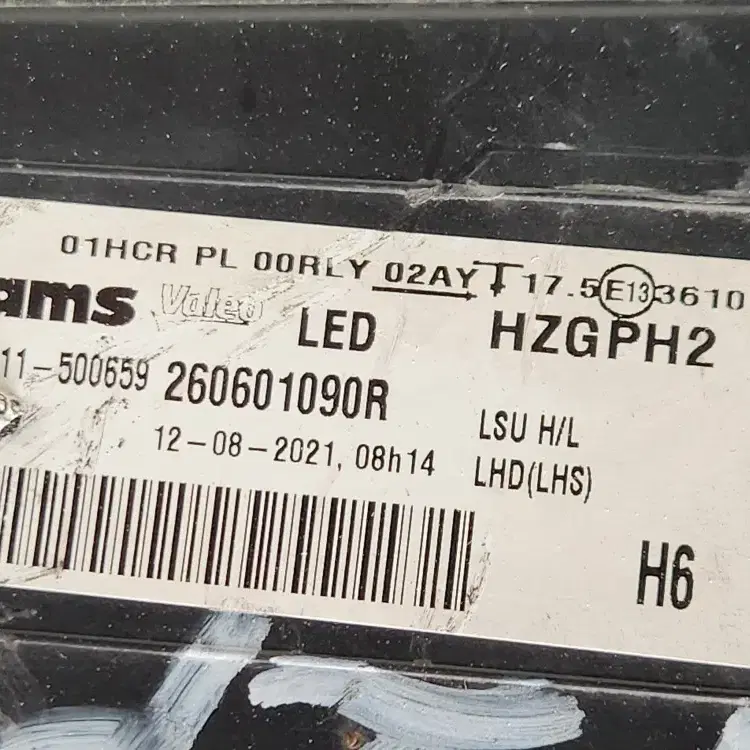 01HCR PL 00RLY 02AY 17.5 E13 3610
ams Valeo LED HZGPH2
11-500659 260601090R
LSU H/L
12-08-2021, 08h14
LHD(LHS)
H6